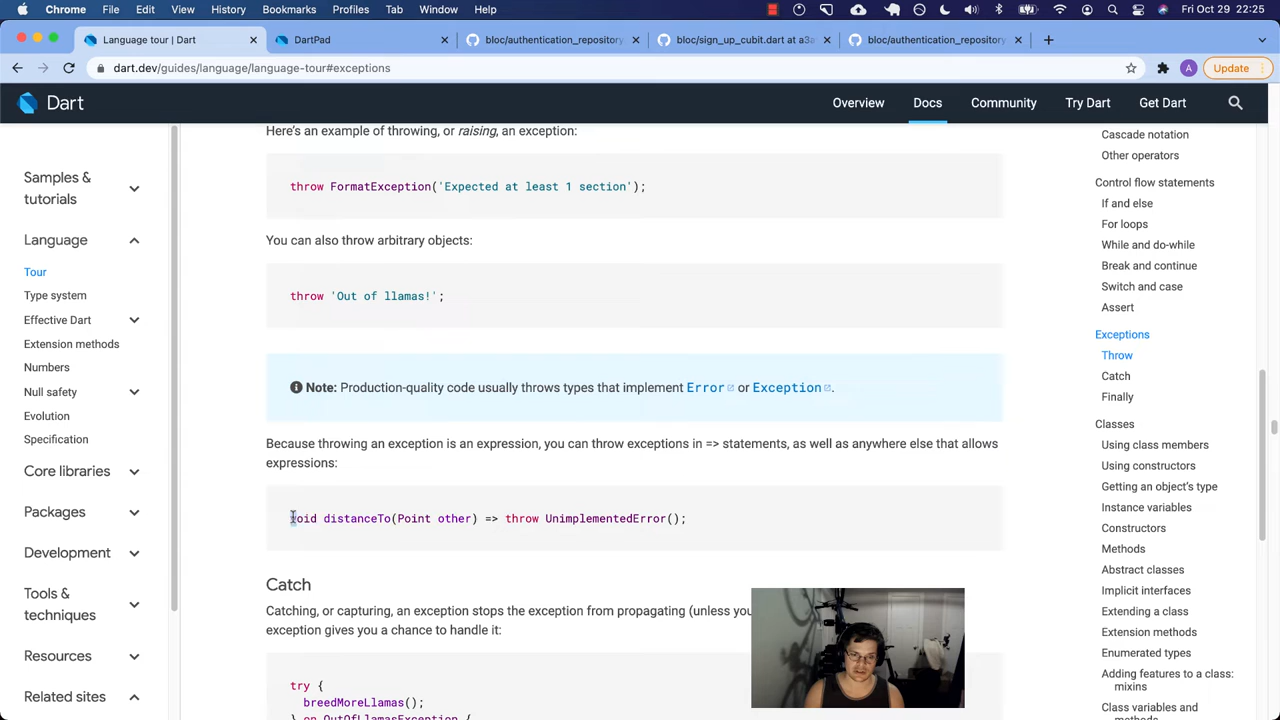 Chrome File Edit View History Bookmarks Profiles Tab Window Help Fri Oct 29 22:25
Language tour | Dart
DartPad
bloc/authentication_repository
bloc/sign_up_cubit.dart at a3a
bloc/authentication_repository
dart.dev/guides/language/language-tour#exceptions
A
Update
Dart
Overview
Docs
Community
Try Dart
Get Dart
Samples &
tutorials
Language
Tour
Type system
Effective Dart
Extension methods
Numbers
Null safety
Evolution
Specification
Core libraries
Packages
Development
Tools &
techniques
Resources
Related sites
Here's an example of throwing, or raising, an exception:
throw FormatException('Expected at least 1 section');
You can also throw arbitrary objects:
throw 'Out of llamas!';
Note: Production-quality code usually throws types that implement Error or Exception.
Because throwing an exception is an expression, you can throw exceptions in => statements, as well as anywhere else that allows
expressions:
void distanceTo(Point other) => throw UnimplementedError();
Catch
Catching, or capturing, an exception stops the exception from propagating (unless you
exception gives you a chance to handle it:
try {
breedMoreLlamas();
} on OutOfLlamasException {
Cascade notation
Other operators
Control flow statements
If and else
For loops
While and do-while
Break and continue
Switch and case
Assert
Exceptions
Throw
Catch
Finally
Classes
Using class members
Using constructors
Getting an object's type
Instance variables
Constructors
Methods
Abstract classes
Implicit interfaces
Extending a class
Extension methods
Enumerated types
Adding features to a class:
mixins
Class variables and
methods